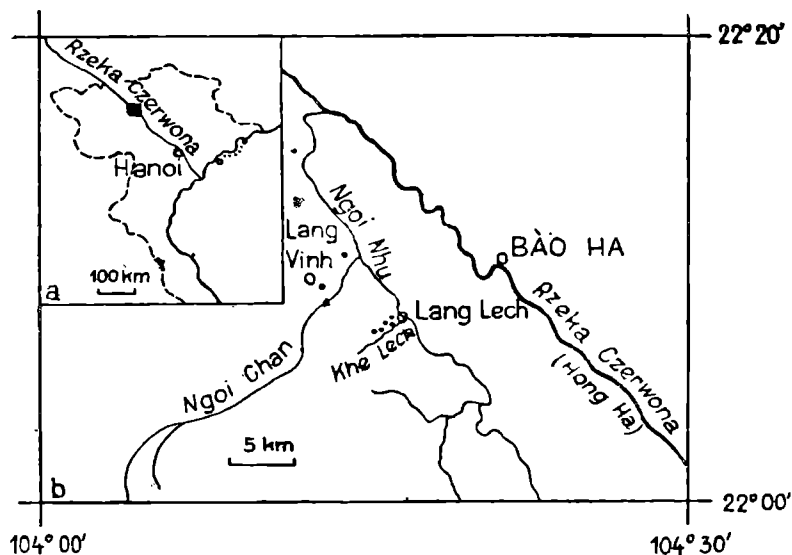 22° 20'
Rzeka Czerwona
Hanoi
100 km
a
Ngoi Nhu
Lang
Vinh
BÀO HA
Lang Lech
Khe Lech
Rzeka Czerwona
(Hong Ha)
Ngoi Chan
5 km
b
22° 00'
104° 00'
104° 30'